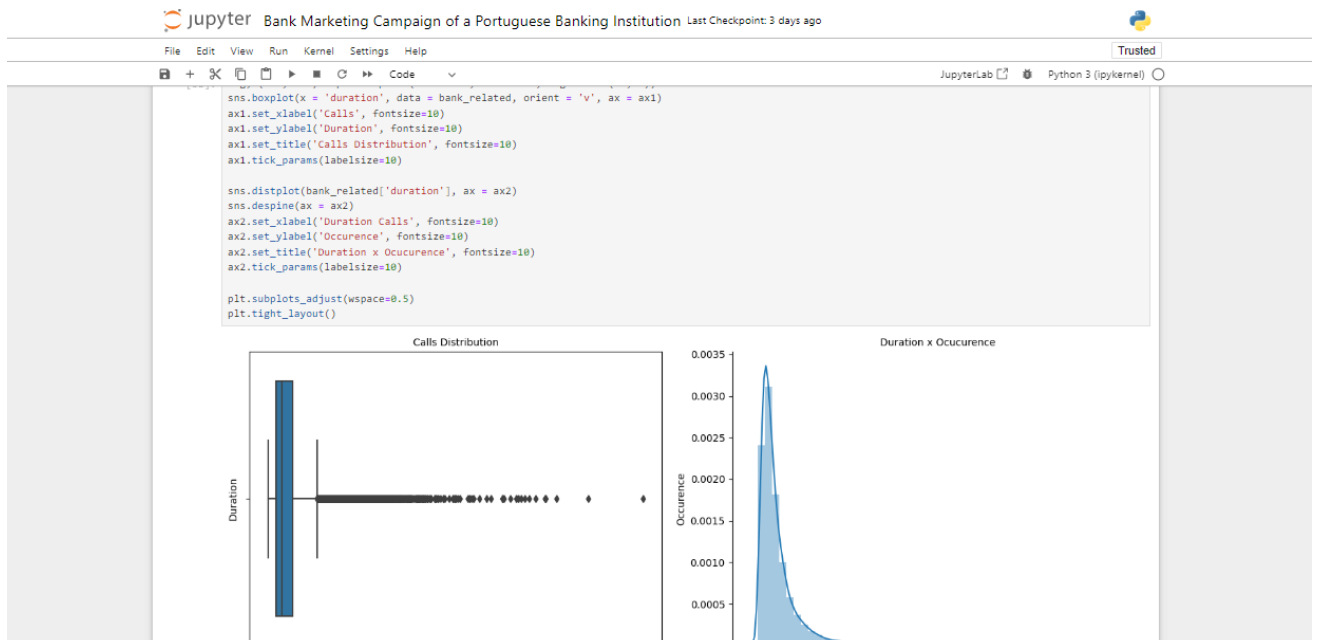 jupyter Bank Marketing Campaign of a Portuguese Banking Institution Last Checkpoint: 3 days ago
File Edit View Run Kernel Settings Help
Trusted
Code
JupyterLab
Python 3 (ipykernel)
sns.boxplot(x = 'duration', data = bank_related, orient = 'v', ax = ax1)
ax1.set_xlabel('Calls', fontsize=10)
ax1.set_ylabel('Duration', fontsize=10)
ax1.set_title('Calls Distribution', fontsize=10)
ax1.tick_params(labelsize=10)
sns.distplot(bank_related['duration'], ax = ax2)
sns.despine(ax = ax2)
ax2.set_xlabel('Duration Calls', fontsize=10)
ax2.set_ylabel('Occurence', fontsize=10)
ax2.set_title('Duration x Ocucurence', fontsize=10)
ax2.tick_params(labelsize=10)
plt.subplots_adjust(wspace=0.5)
plt.tight_layout()
Calls Distribution
Duration
Duration x Ocucurence
Occurence
0.0035
0.0030
0.0025
0.0020
0.0015
0.0010
0.0005